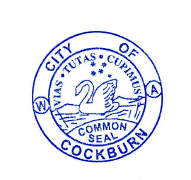 CITY OF
COCKBURN
W
A
VIAS · TUTAS · CUPIMUS
COMMON
SEAL